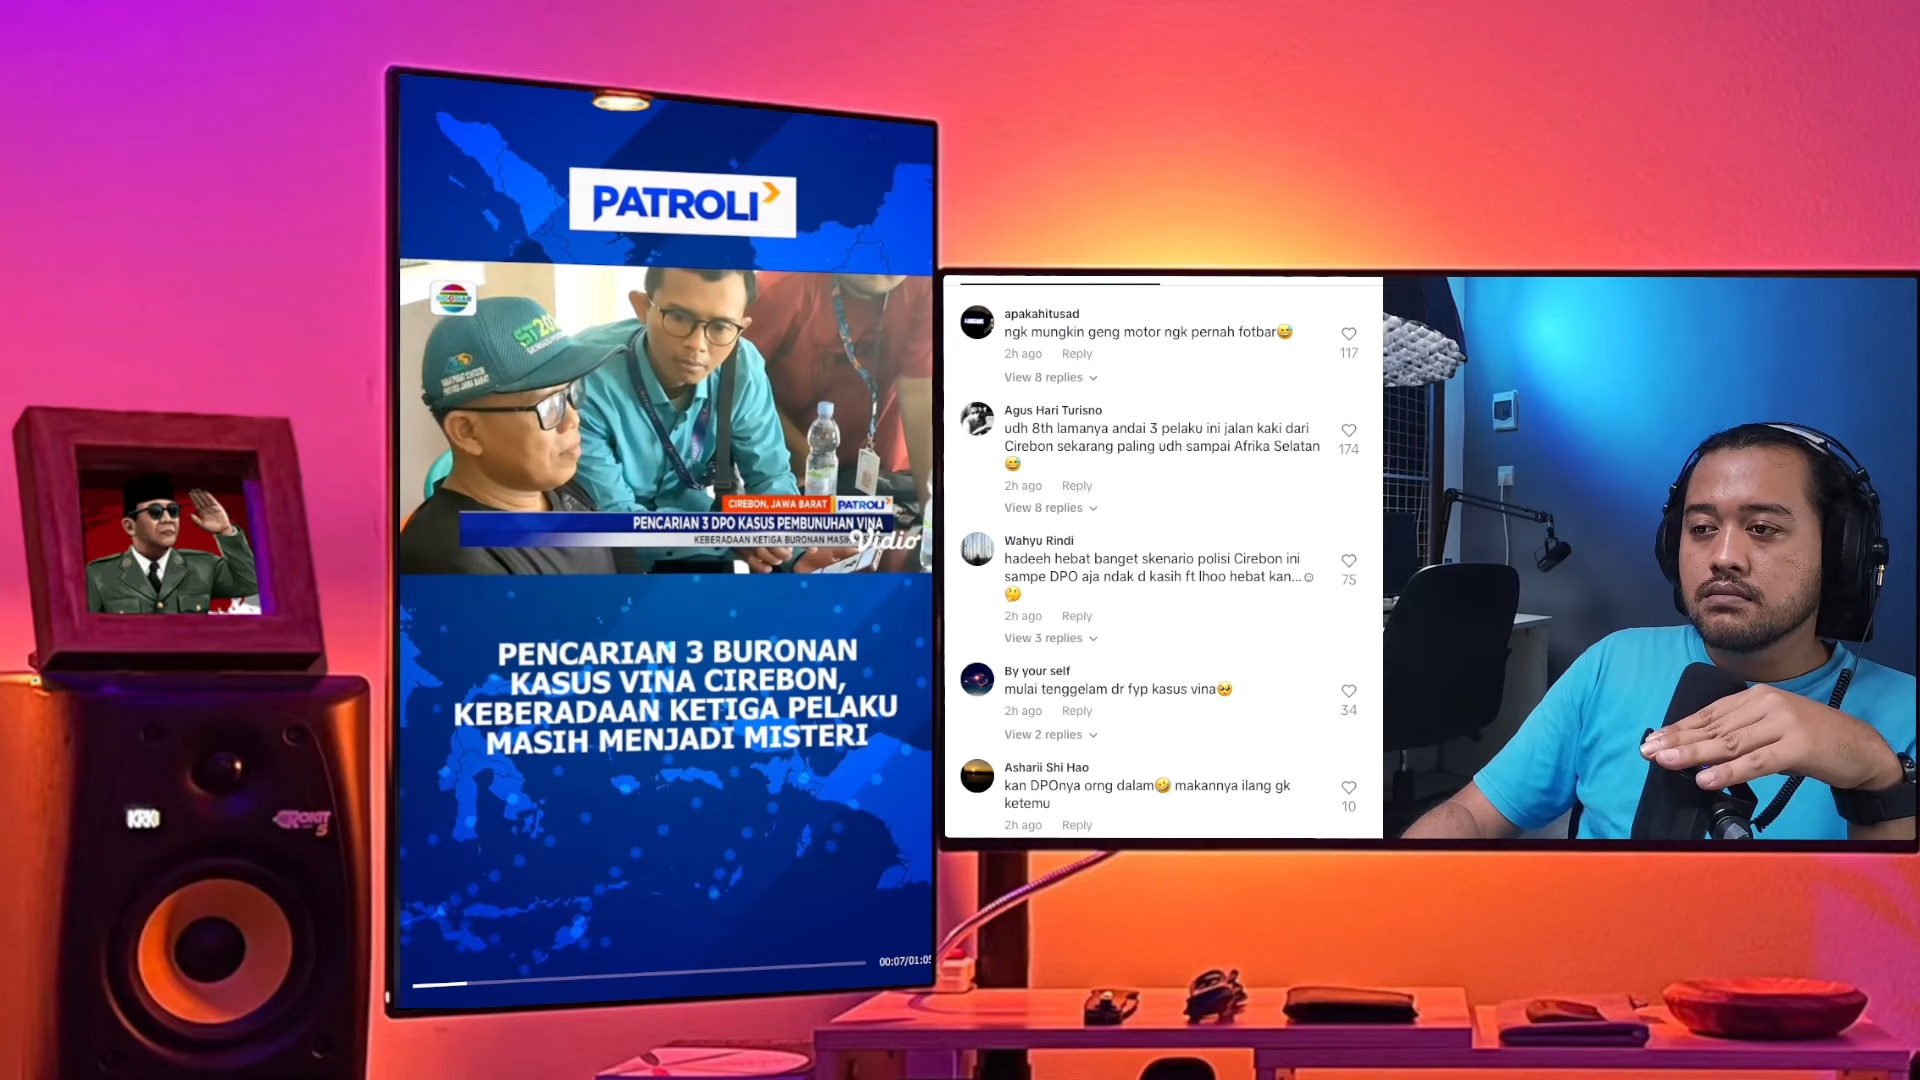 PATROLI
INDOSIAR
CIREBON, JAWA BARAT PATROLI
PENCARIAN 3 DPO KASUS PEMBUNUHAN VINA
KEBERADAAN KETIGA BURONAN MASIH
Vidio
PENCARIAN 3 BURONAN
KASUS VINA CIREBON,
KEBERADAAN KETIGA PELAKU
MASIH MENJADI MISTERI
00:07/01:05
KRK
ROKIT 5
apakahitusad
ngk mungkin geng motor ngk pernah fotbar😅
117
2h ago Reply
View 8 replies
Agus Hari Turisno
udh 8th lamanya andai 3 pelaku ini jalan kaki dari
Cirebon sekarang paling udh sampai Afrika Selatan
😅
174
2h ago Reply
View 8 replies
Wahyu Rindi
hadeeh hebat banget skenario polisi Cirebon ini
sampe DPO aja ndak d kasih ft lhoo hebat kan...☺
🤔
75
2h ago Reply
View 3 replies
By your self
mulai tenggelam dr fyp kasus vina🥹
34
2h ago Reply
View 2 replies
Asharii Shi Hao
kan DPOnya orng dalam🤣 makannya ilang gk
ketemu
10
2h ago Reply